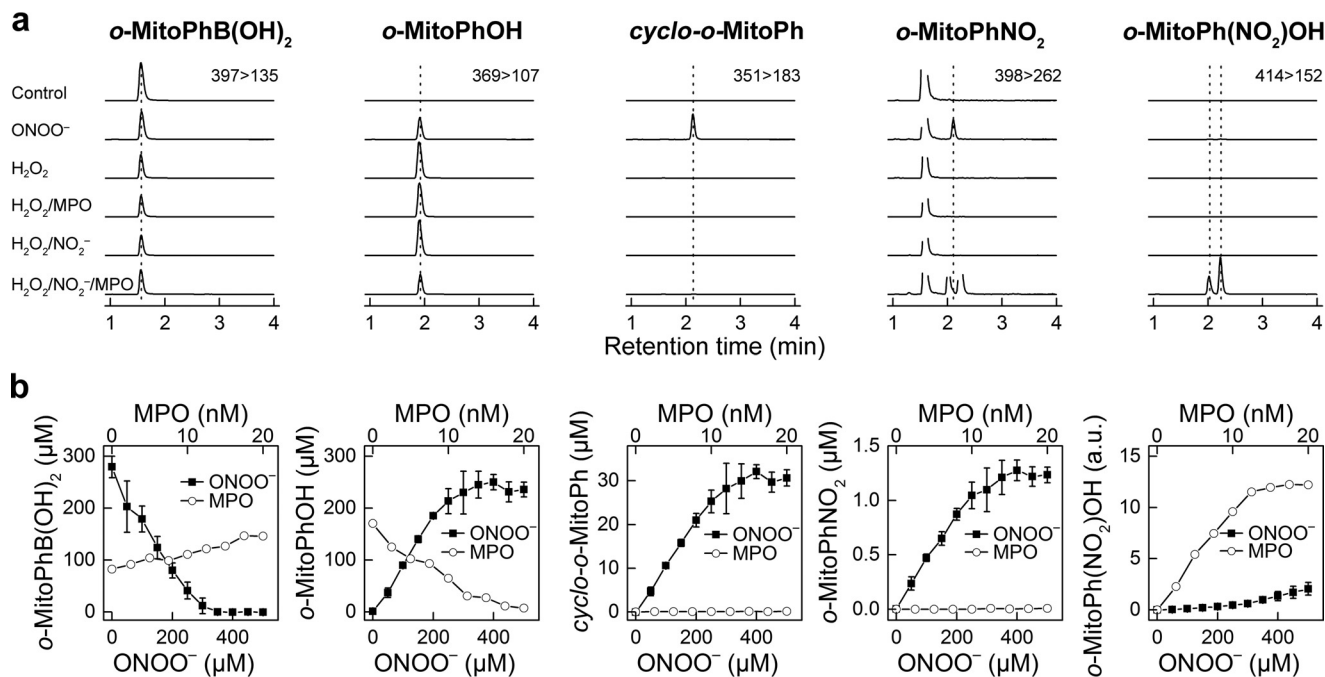 a
o-MitoPhB(OH)₂ o-MitoPhOH cyclo-o-MitoPh o-MitoPhNO₂ o-MitoPh(NO₂)OH
397>135 369>107 351>183 398>262 414>152
Control
ONOO⁻
H₂O₂
H₂O₂/MPO
H₂O₂/NO₂⁻
H₂O₂/NO₂⁻/MPO
1 2 3 4 1 2 3 4 1 2 3 4 1 2 3 4 1 2 3 4
Retention time (min)
b
MPO (nM)
0 10 20
o-MitoPhB(OH)₂ (µM)
300
200
100
0
ONOO⁻
MPO
0 200 400
ONOO⁻ (µM)
MPO (nM)
0 10 20
o-MitoPhOH (µM)
300
200
100
0
ONOO⁻
MPO
0 200 400
ONOO⁻ (µM)
MPO (nM)
0 10 20
cyclo-o-MitoPh (µM)
30
20
10
0
ONOO⁻
MPO
0 200 400
ONOO⁻ (µM)
MPO (nM)
0 10 20
o-MitoPhNO₂ (µM)
1.5
1.0
0.5
0.0
ONOO⁻
MPO
0 200 400
ONOO⁻ (µM)
MPO (nM)
0 10 20
o-MitoPh(NO₂)OH (a.u.)
15
10
5
0
ONOO⁻
MPO
0 200 400
ONOO⁻ (µM)